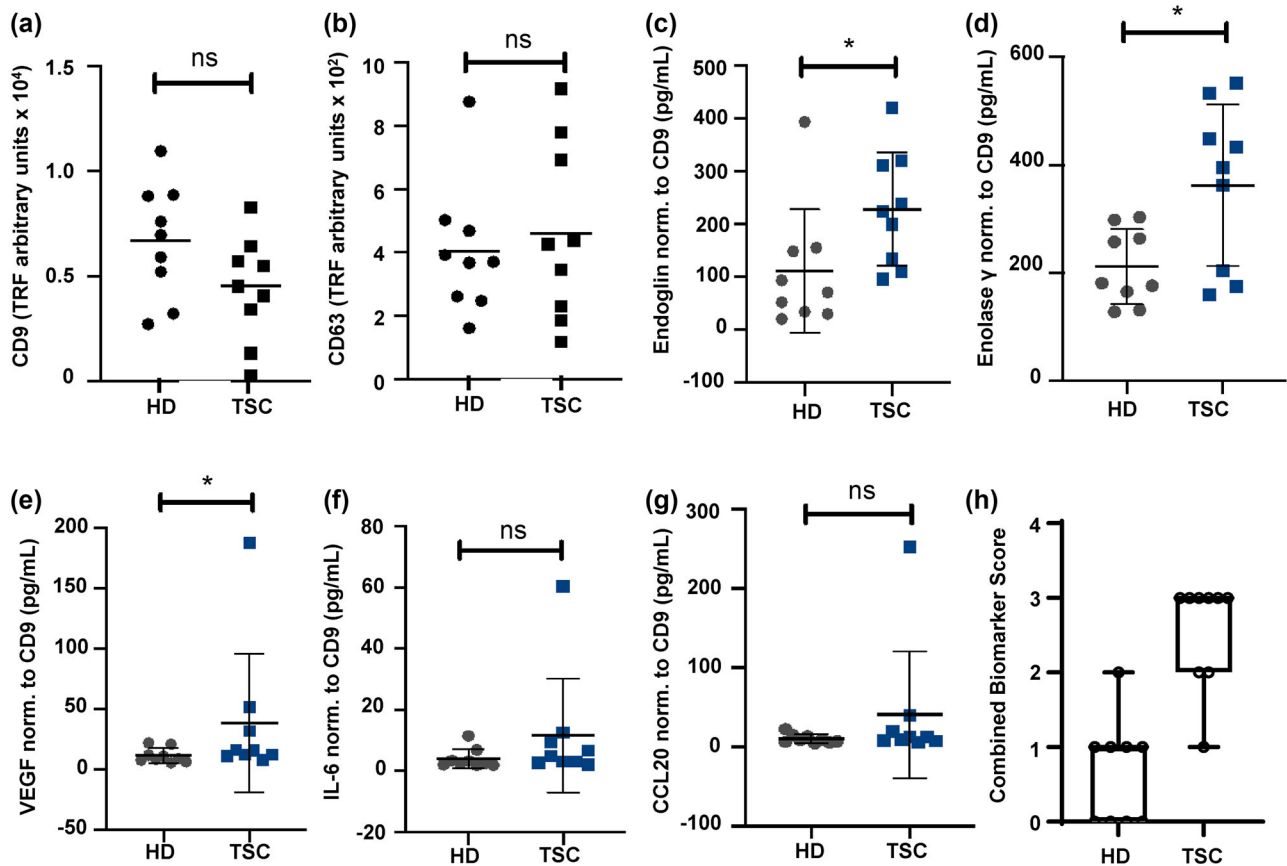 (a)
ns
CD9 (TRF arbitrary units x 10⁴)
1.5
1.0
0.5
0
HD
TSC
(b)
ns
CD63 (TRF arbitrary units x 10²)
10
8
6
4
2
0
HD
TSC
(c)
*
Endoglin norm. to CD9 (pg/mL)
500
400
300
200
100
0
-100
HD
TSC
(d)
*
Enolase γ norm. to CD9 (pg/mL)
600
400
200
0
HD
TSC
(e)
*
VEGF norm. to CD9 (pg/mL)
200
150
100
50
0
-50
HD
TSC
(f)
ns
IL-6 norm. to CD9 (pg/mL)
80
60
40
20
0
-20
HD
TSC
(g)
ns
CCL20 norm. to CD9 (pg/mL)
300
200
100
0
-100
HD
TSC
(h)
Combined Biomarker Score
4
3
2
1
0
HD
TSC